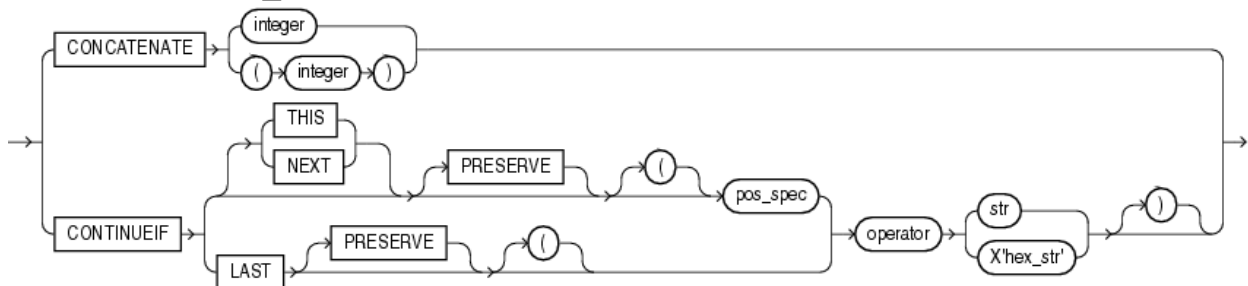 integer
CONCATENATE
( integer )
THIS
NEXT
PRESERVE (
pos_spec
CONTINUEIF
LAST PRESERVE (
operator
str
X'hex_str'
)